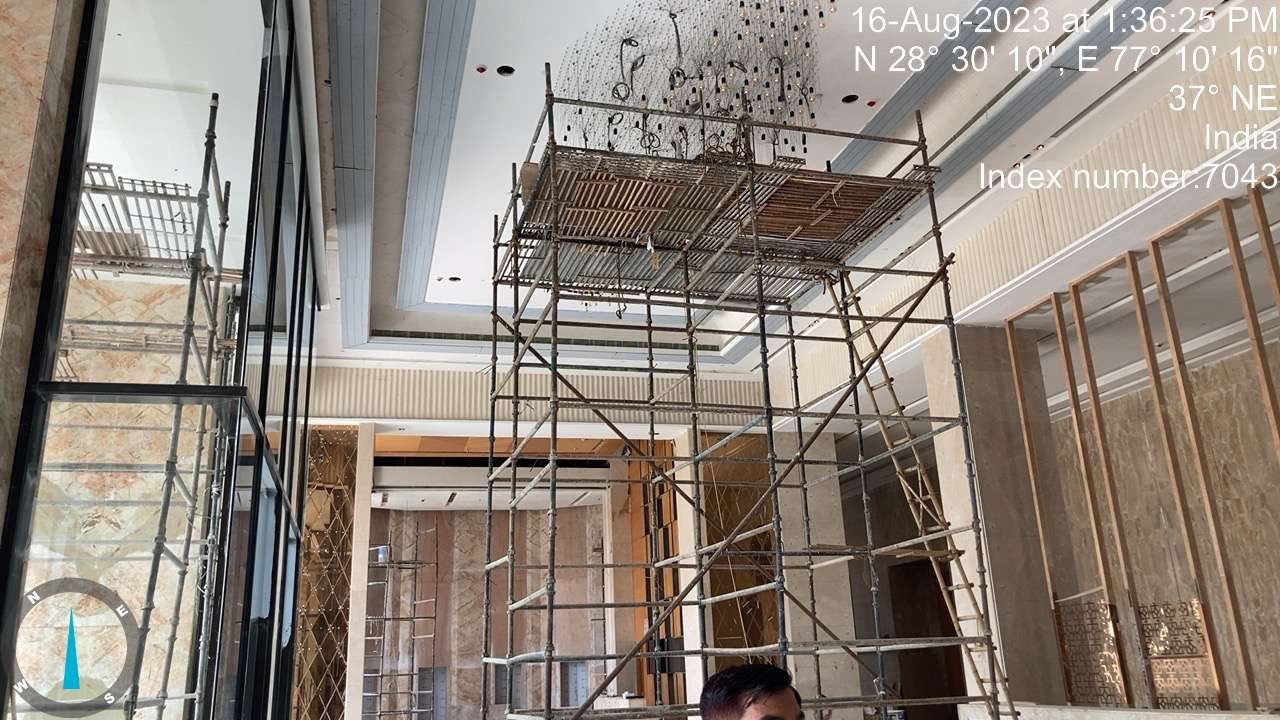 16-Aug-2023 at 1:36:25 PM
N 28° 30' 10", E 77° 10' 16"
37° NE
India
Index number:7043
N
E
W
S